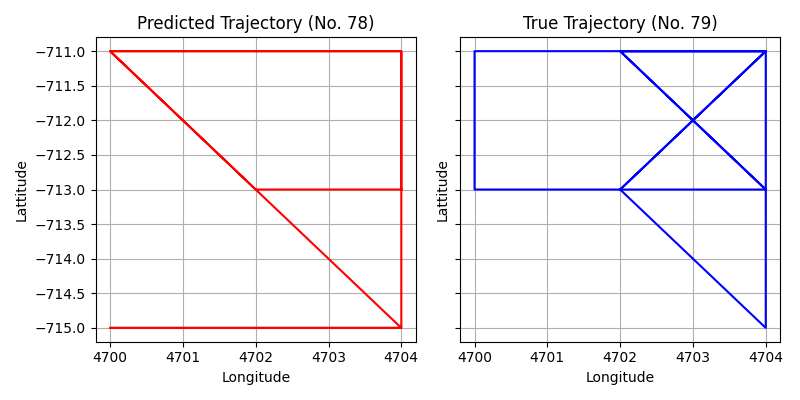 Predicted Trajectory (No. 78)
True Trajectory (No. 79)
Lattitude
−711.0
−711.5
−712.0
−712.5
−713.0
−713.5
−714.0
−714.5
−715.0
4700 4701 4702 4703 4704
Longitude
Lattitude
4700 4701 4702 4703 4704
Longitude